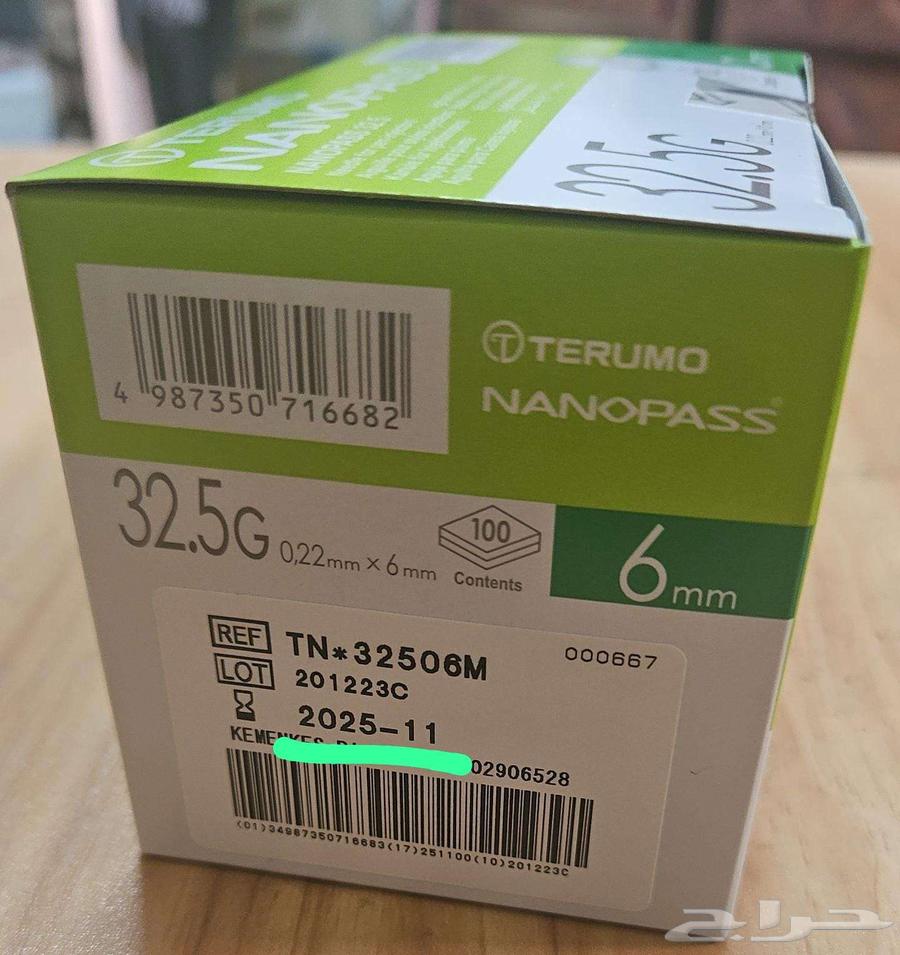 TERUMO
NANOPASS
32.5G
4 987350 716682
TERUMO
NANOPASS®
32.5G 0,22mm × 6mm
100
Contents
6mm
REF TN*32506M
000667
LOT 201223C
2025-11
02906528
(01)34987350716683(17)251100(10)201223C
حراج